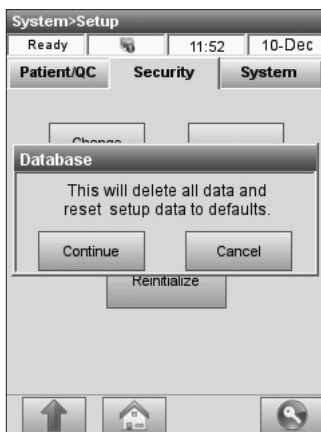 System>Setup
Ready 11:52 10-Dec
Patient/QC Security System
Change
Database
This will delete all data and
reset setup data to defaults.
Continue Cancel
Reinitialize